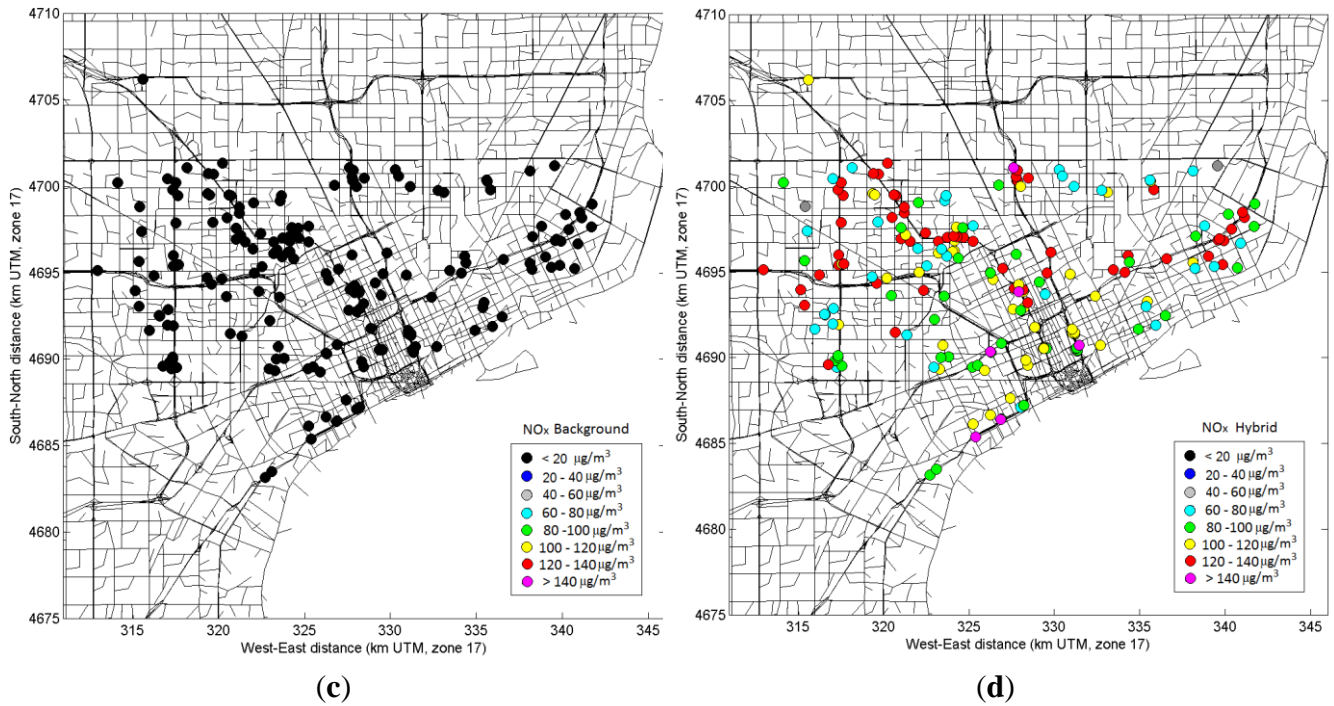 4710
4705
4700
4695
4690
4685
4680
4675
South-North distance (km UTM, zone 17)
315 320 325 330 335 340 345
West-East distance (km UTM, zone 17)
NOx Background
< 20 µg/m³
20 - 40 µg/m³
40 - 60 µg/m³
60 - 80 µg/m³
80 -100 µg/m³
100 - 120 µg/m³
120 - 140 µg/m³
> 140 µg/m³
(c)
4710
4705
4700
4695
4690
4685
4680
4675
South-North distance (km UTM, zone 17)
315 320 325 330 335 340 345
West-East distance (km UTM, zone 17)
NOx Hybrid
< 20 µg/m³
20 - 40 µg/m³
40 - 60 µg/m³
60 - 80 µg/m³
80 -100 µg/m³
100 - 120 µg/m³
120 - 140 µg/m³
> 140 µg/m³
(d)